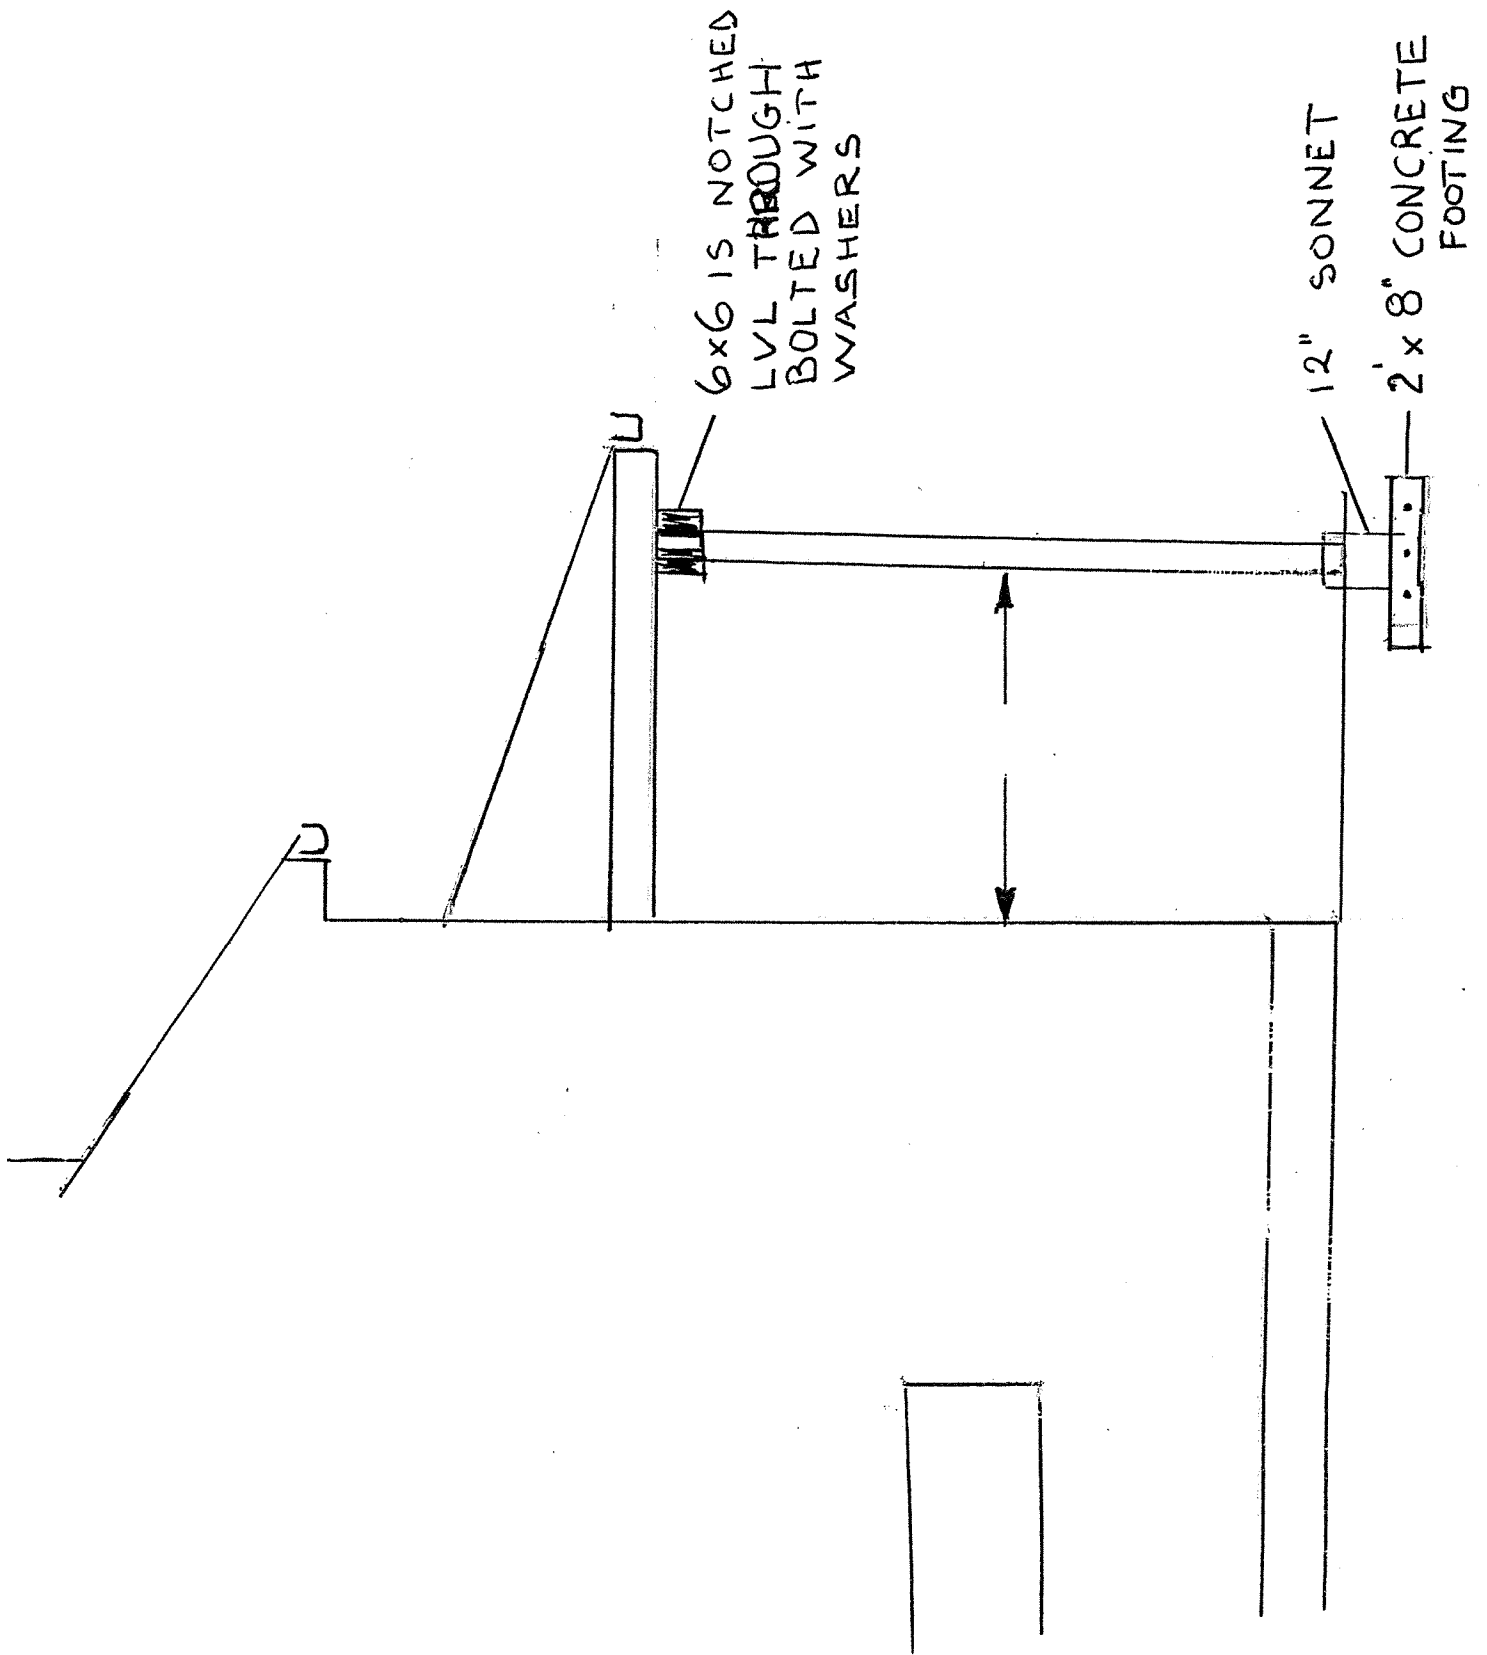 6x6 IS NOTCHED
LVL THROUGH
BOLTED WITH
WASHERS
12" SONNET
2' x 8" CONCRETE
FOOTING